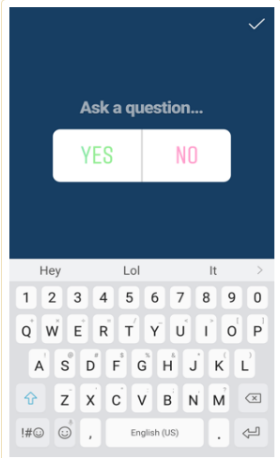 Ask a question...
YES NO
Hey Lol It
1 2 3 4 5 6 7 8 9 0
Q W E R T Y U I O P
A S D F G H J K L
Z X C V B N M
!#☺ , English (US) .